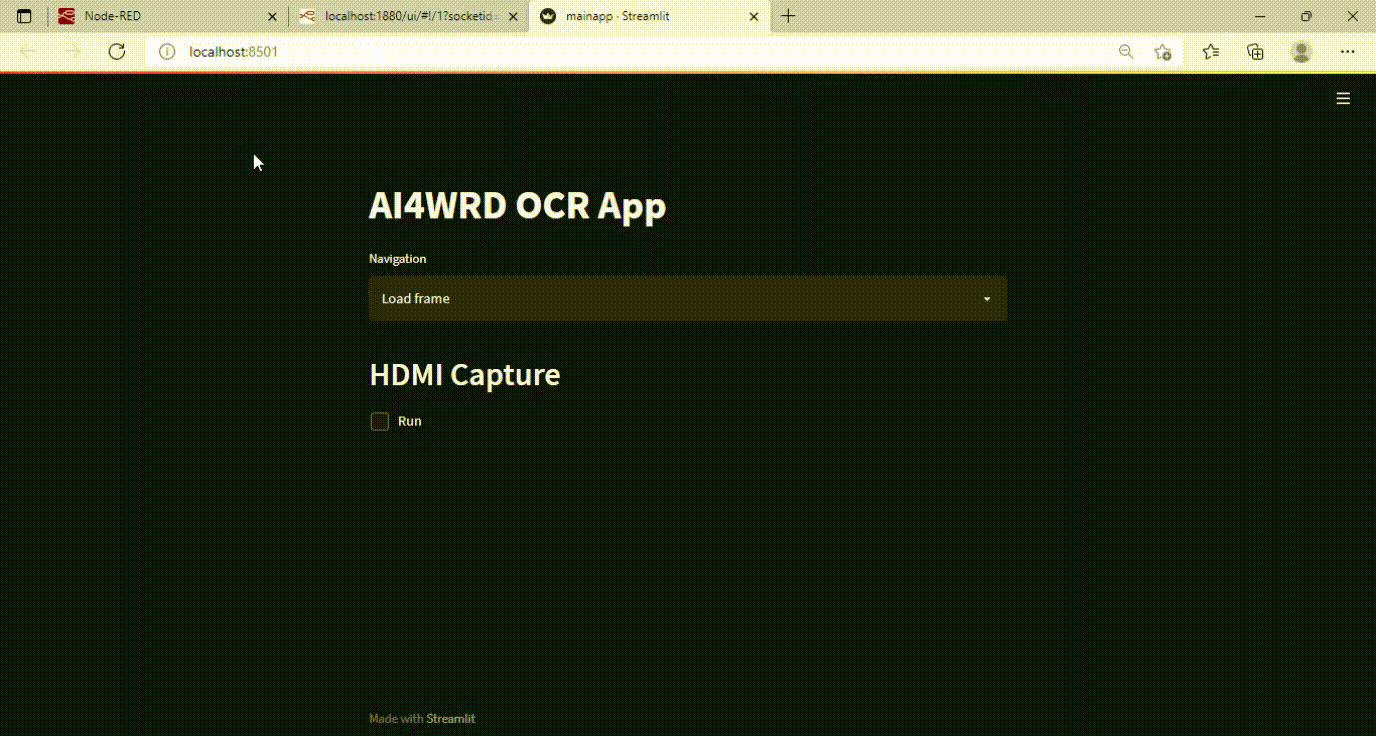 Node-RED
localhost:1880/ui/#!/1?socketid=
mainapp · Streamlit
localhost:8501
AI4WRD OCR App
Navigation
Load frame
HDMI Capture
Run
Made with Streamlit